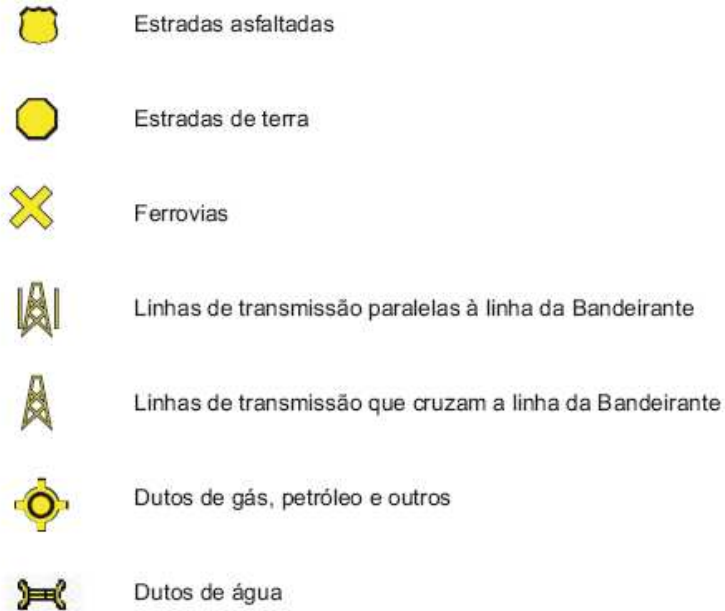 Estradas asfaltadas
Estradas de terra
Ferrovias
Linhas de transmissão paralelas à linha da Bandeirante
Linhas de transmissão que cruzam a linha da Bandeirante
Dutos de gás, petróleo e outros
Dutos de água